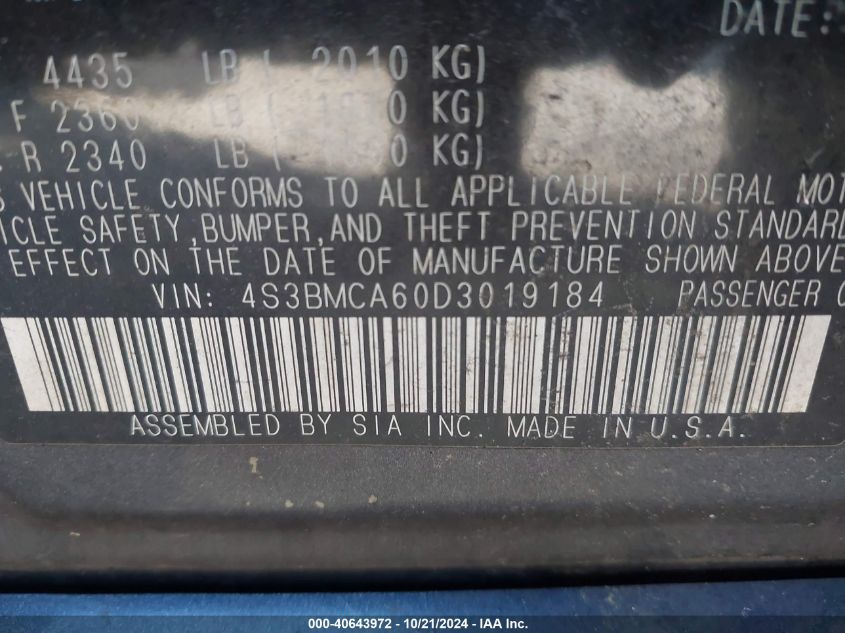 DATE:
4435 LB ( 2010 KG)
F 2360 LB ( KG)
R 2340 LB ( KG)
VEHICLE CONFORMS TO ALL APPLICABLE FEDERAL MOT
ICLE SAFETY, BUMPER, AND THEFT PREVENTION STANDARD
EFFECT ON THE DATE OF MANUFACTURE SHOWN ABOVE
VIN: 4S3BMCA60D3019184 PASSENGER
ASSEMBLED BY SIA INC. MADE IN U.S.A.
000-40643972 - 10/21/2024 - IAA Inc.